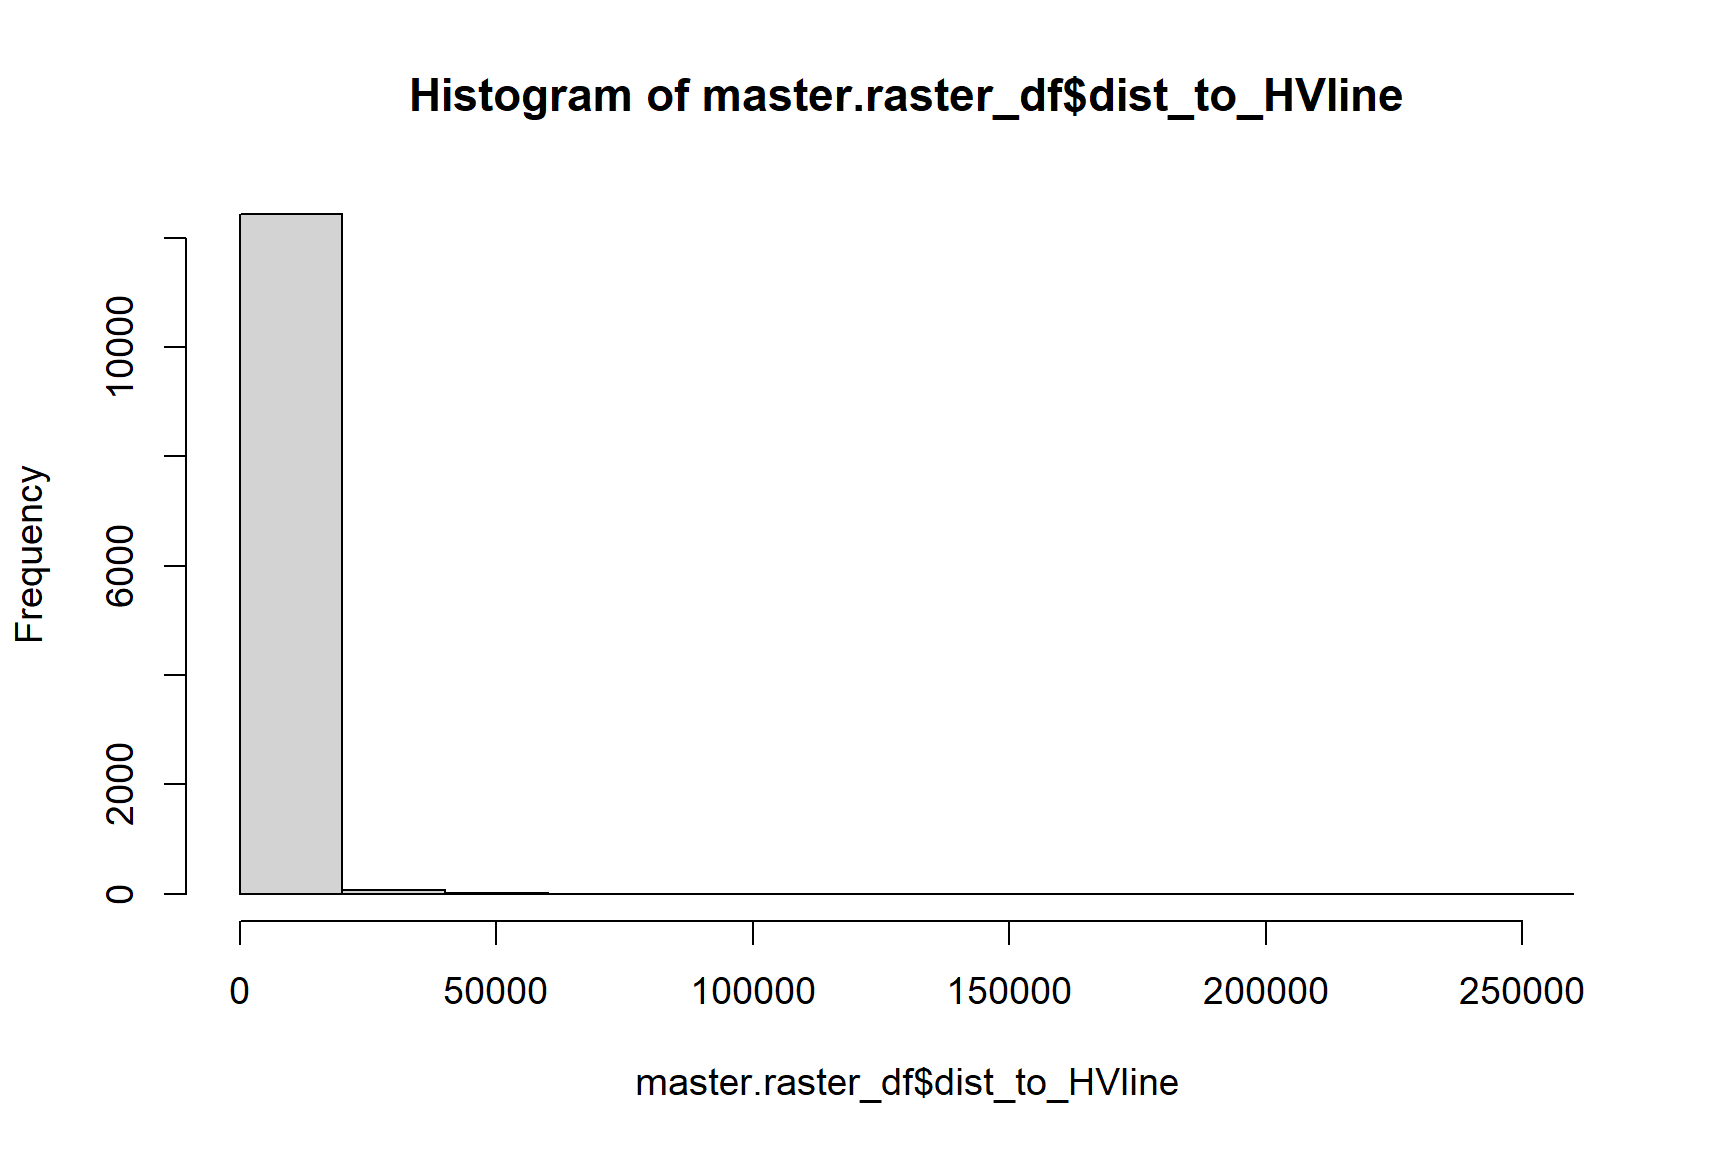 Histogram of master.raster_df$dist_to_HVline
Frequency
10000
6000
2000
0
0 50000 100000 150000 200000 250000
master.raster_df$dist_to_HVline